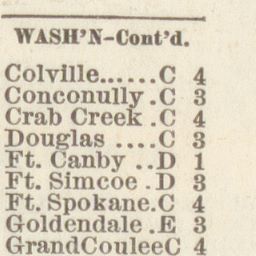 WASH'N-Cont'd.
Colville......C 4
Conconully .C 3
Crab Creek .C 4
Douglas ....C 3
Ft. Canby ..D 1
Ft. Simcoe .D 3
Ft. Spokane.C 4
Goldendale .E 3
GrandCouleeC 4